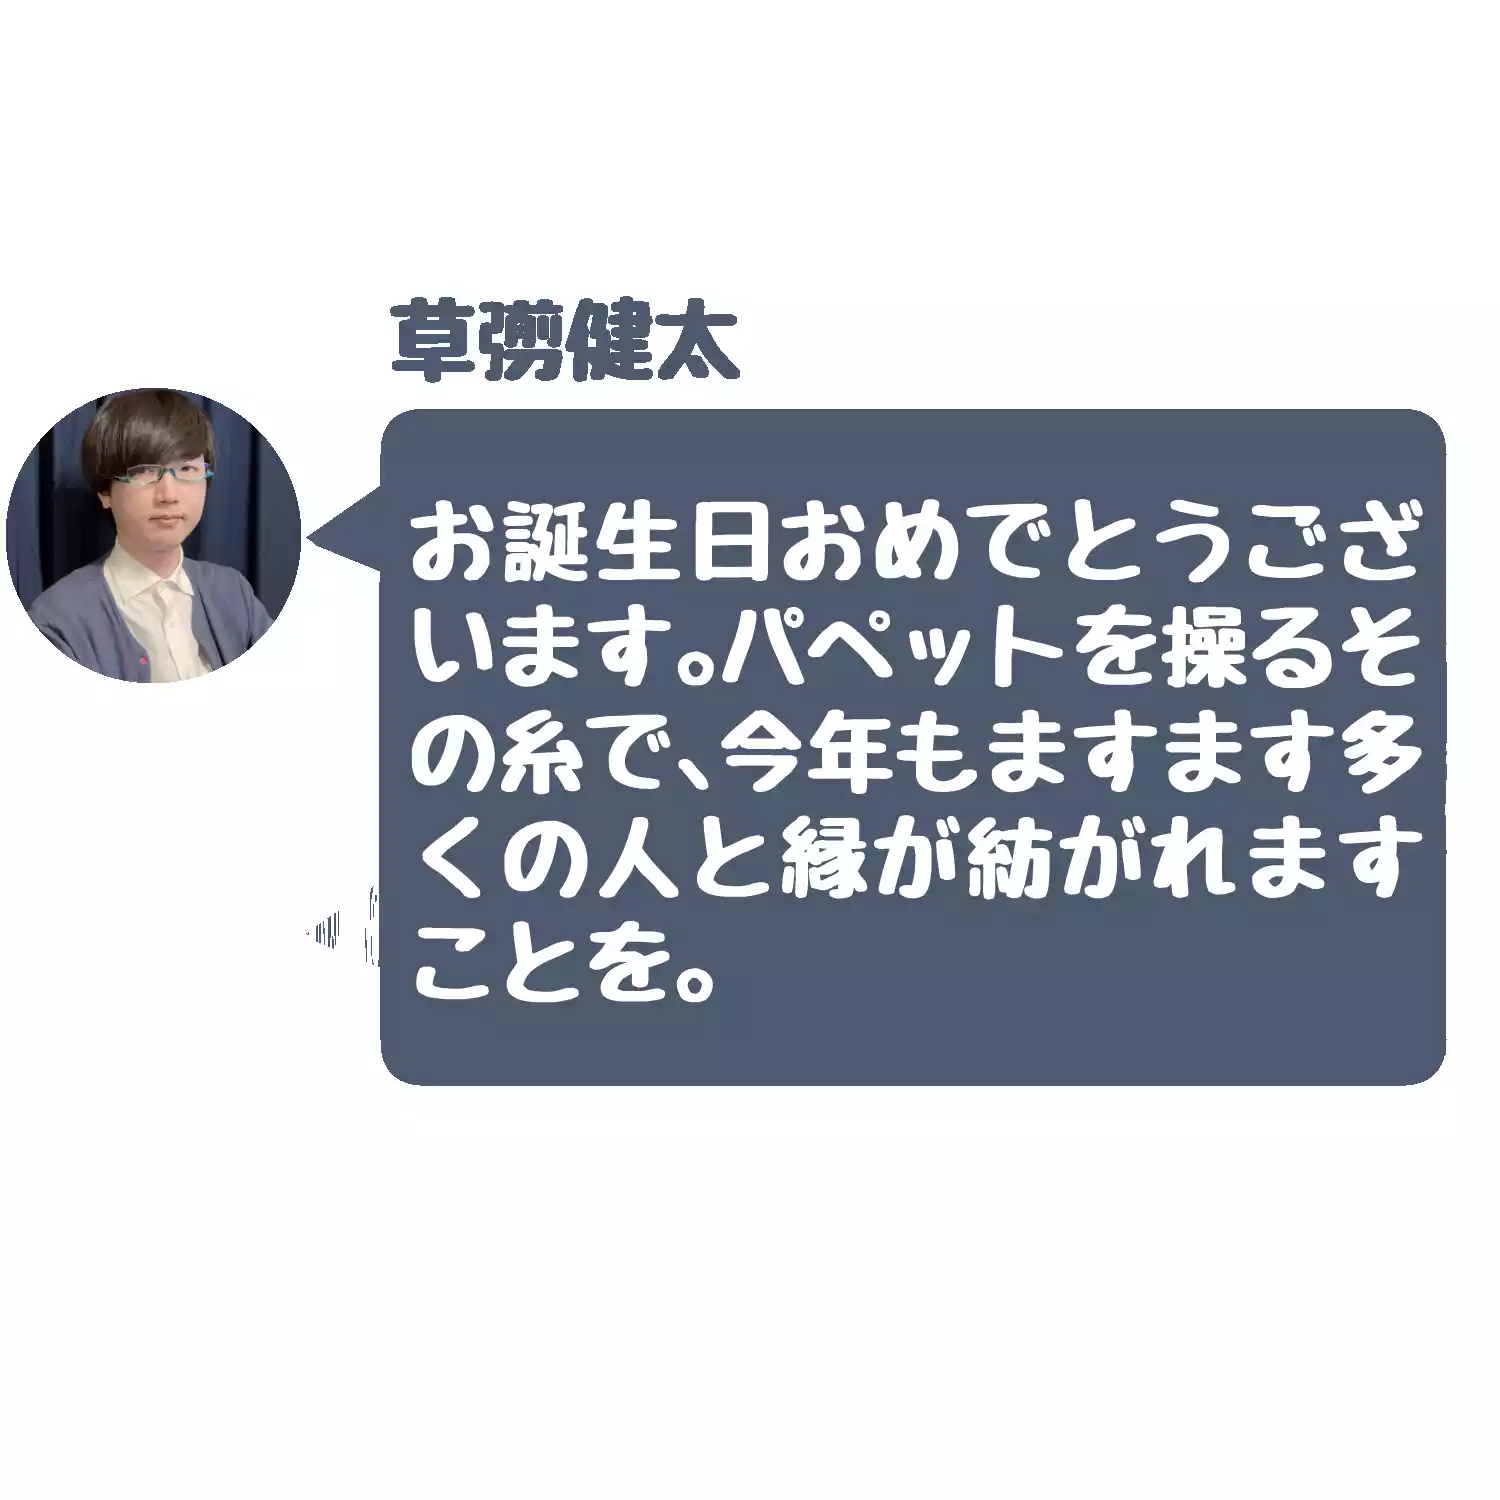 草彅健太
お誕生日おめでとうござ
います。パペットを操るそ
の糸で、今年もますます多
くの人と縁が紡がれます
ことを。